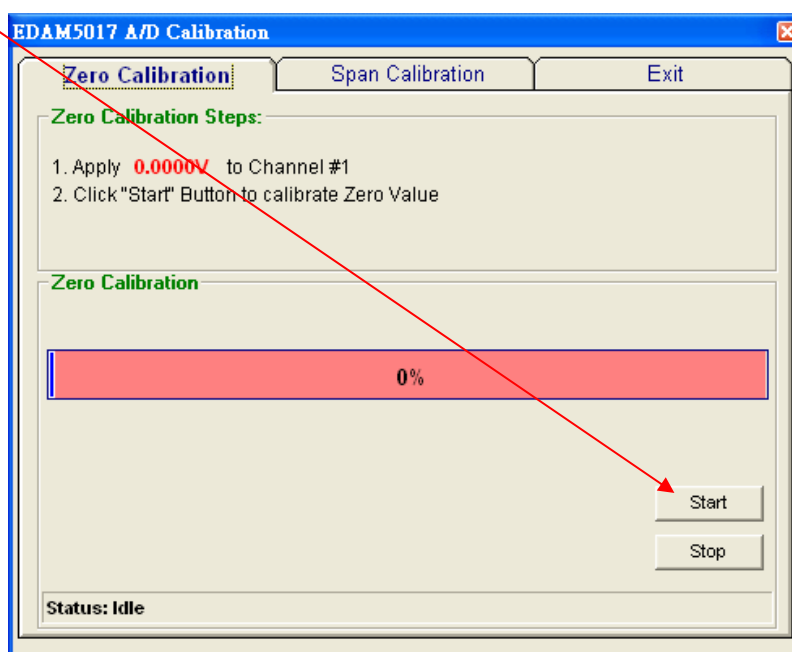 EDAM5017 A/D Calibration
Zero Calibration Span Calibration Exit
Zero Calibration Steps:
1. Apply 0.0000V to Channel #1
2. Click "Start" Button to calibrate Zero Value
Zero Calibration
0%
Start
Stop
Status: Idle